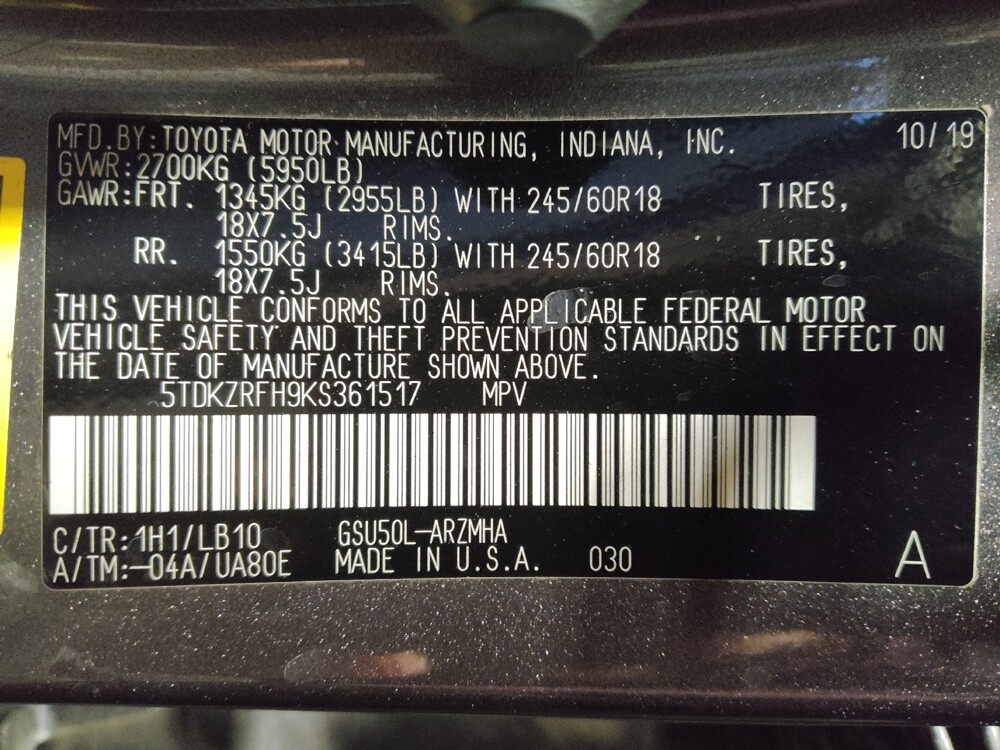 MFD.BY:TOYOTA MOTOR MANUFACTURING, INDIANA, INC. 10/19
GVWR:2700KG (5950LB)
GAWR:FRT. 1345KG (2955LB) WITH 245/60R18 TIRES,
18X7.5J RIMS.
RR. 1550KG (3415LB) WITH 245/60R18 TIRES,
18X7.5J RIMS.
THIS VEHICLE CONFORMS TO ALL APPLICABLE FEDERAL MOTOR
VEHICLE SAFETY AND THEFT PREVENTION STANDARDS IN EFFECT ON
THE DATE OF MANUFACTURE SHOWN ABOVE.
5TDKZRFH9KS361517 MPV
C/TR:1H1/LB10 GSU50L-ARZMHA
A/TM:-04A/UA80E MADE IN U.S.A. 030 A